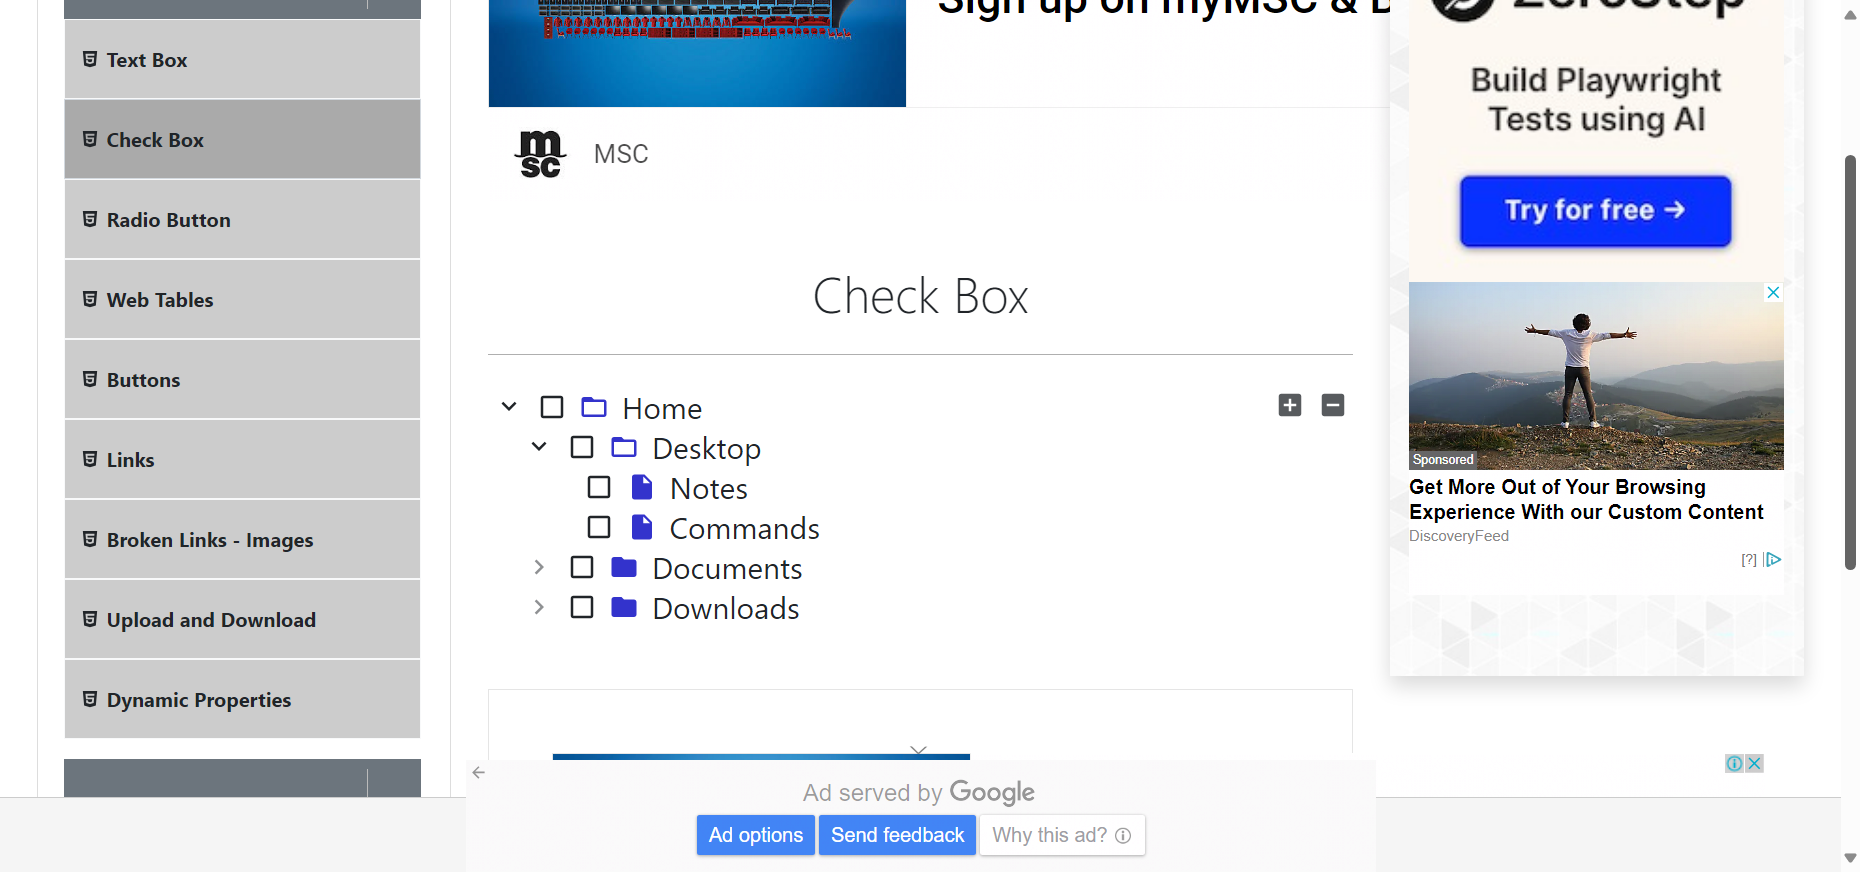 Text Box
Check Box
Radio Button
Web Tables
Buttons
Links
Broken Links - Images
Upload and Download
Dynamic Properties
Sign up on myMSC &
msc
MSC
Check Box
Home
Desktop
Notes
Commands
Documents
Downloads
ZeroStep
Build Playwright
Tests using AI
Try for free →
Sponsored
Get More Out of Your Browsing
Experience With our Custom Content
DiscoveryFeed
[?]
Ad served by Google
Ad options
Send feedback
Why this ad?